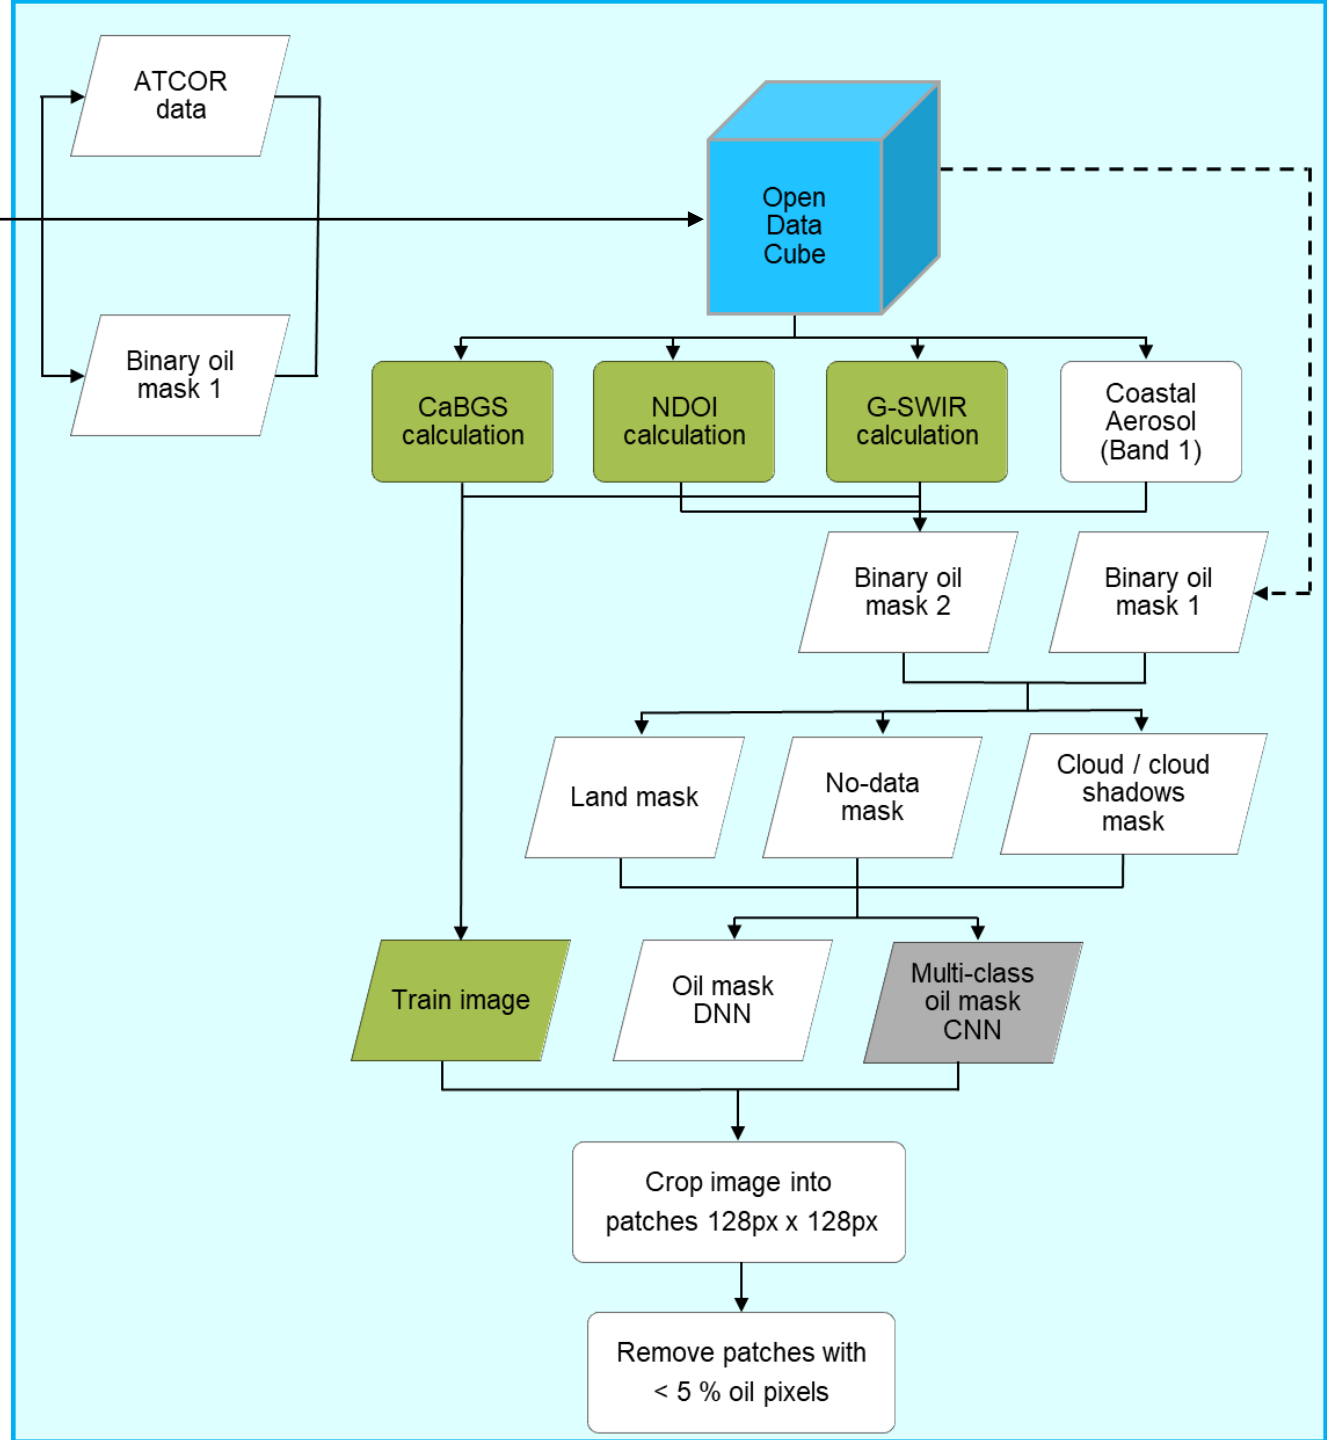 ATCOR
data
Open
Data
Cube
Binary oil
mask 1
CaBGS
calculation
NDOI
calculation
G-SWIR
calculation
Coastal
Aerosol
(Band 1)
Binary oil
mask 2
Binary oil
mask 1
Land mask
No-data
mask
Cloud / cloud
shadows
mask
Train image
Oil mask
DNN
Multi-class
oil mask
CNN
Crop image into
patches 128px x 128px
Remove patches with
< 5 % oil pixels